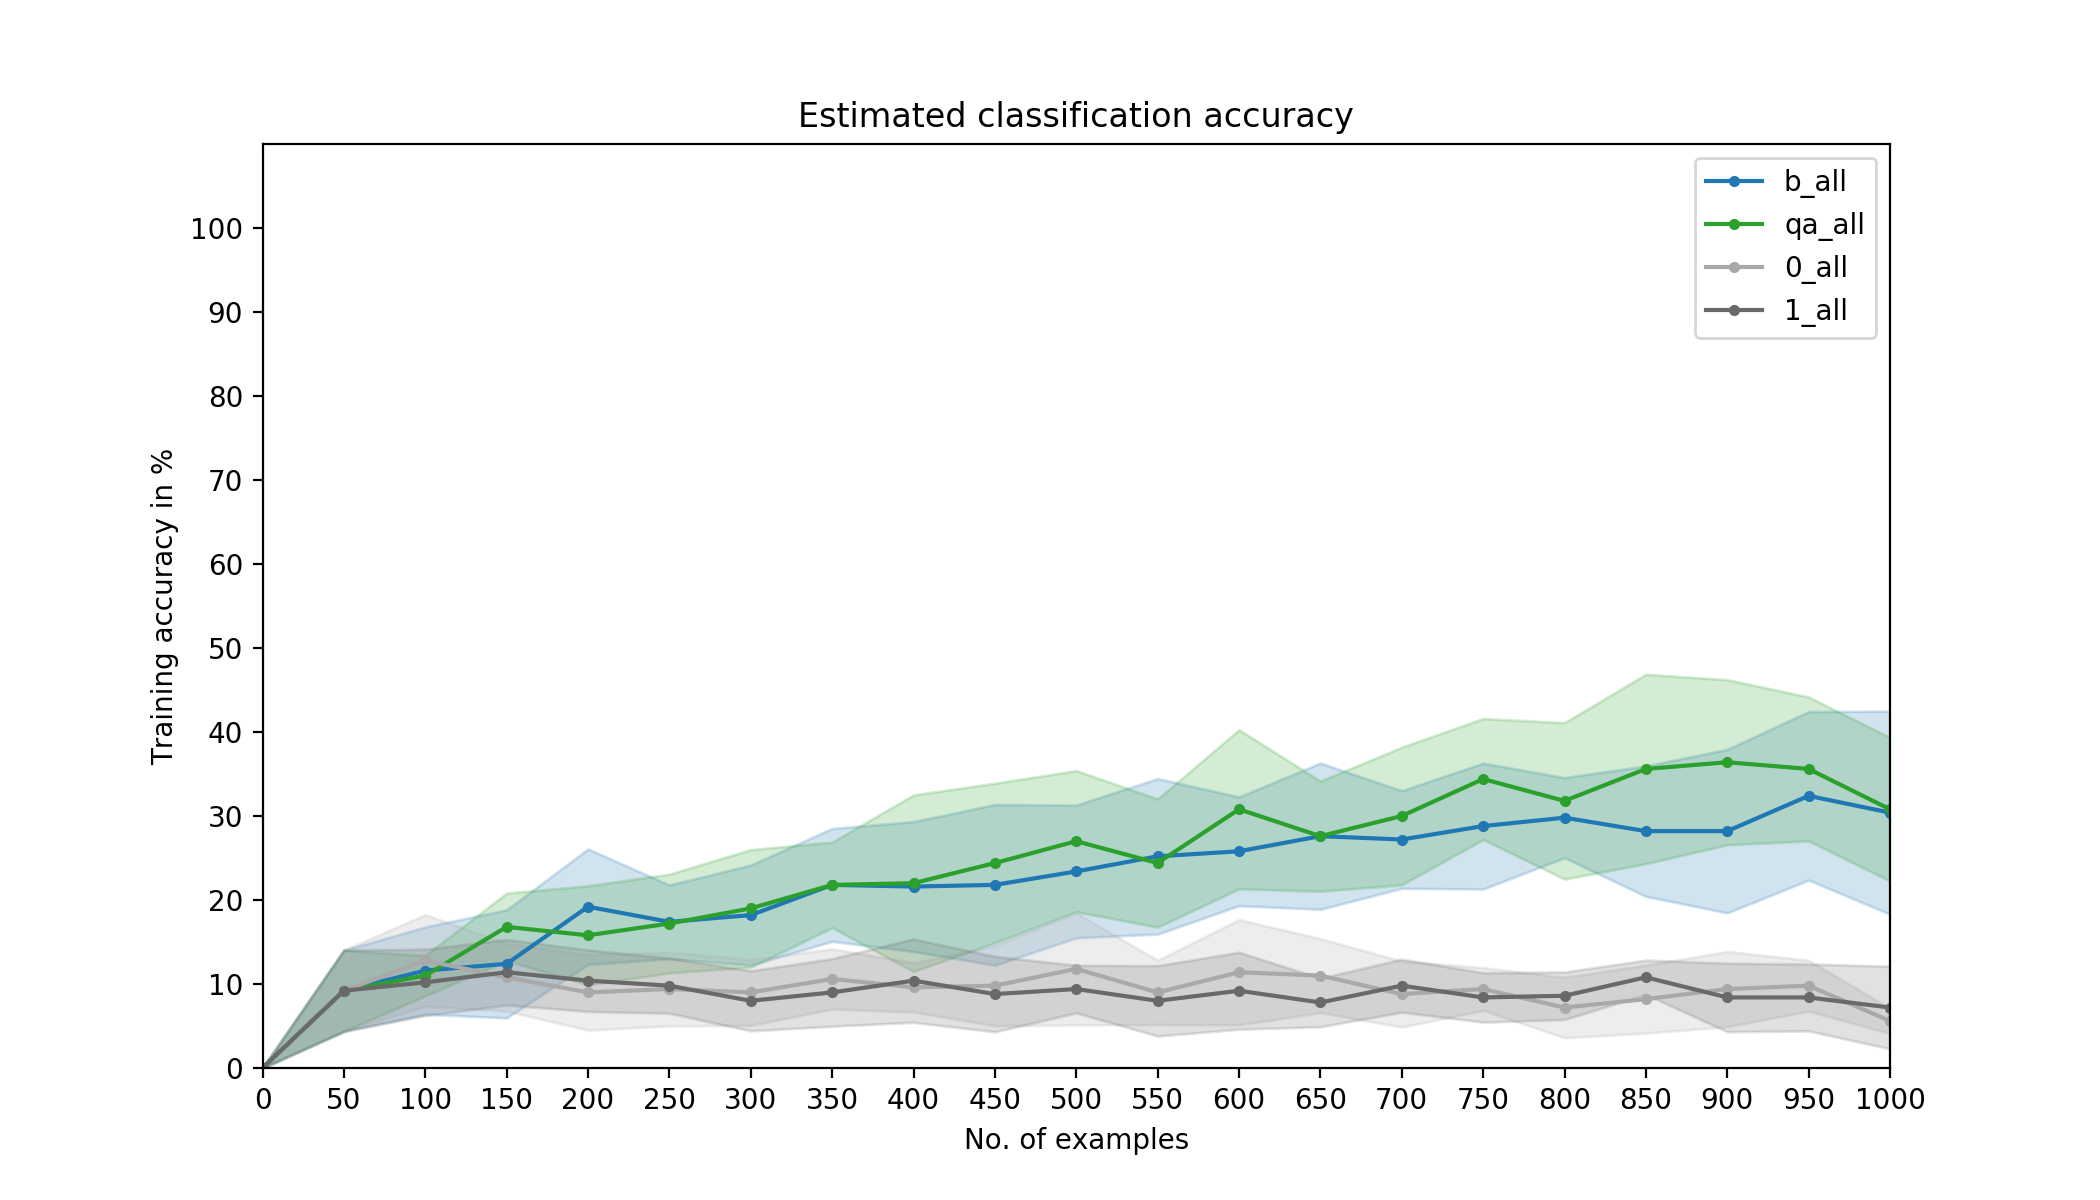 Estimated classification accuracy
b_all
qa_all
0_all
1_all
100
90
80
70
60
50
40
30
20
10
0
Training accuracy in %
0 50 100 150 200 250 300 350 400 450 500 550 600 650 700 750 800 850 900 950 1000
No. of examples